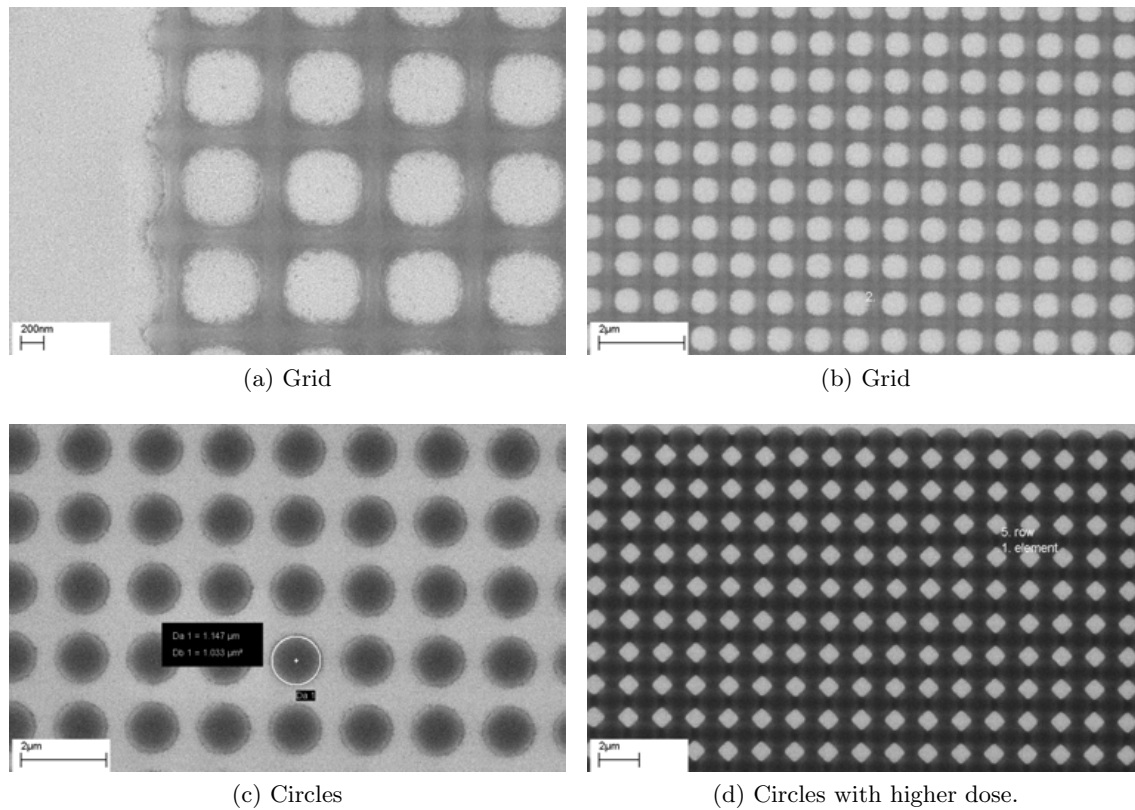 200nm
2μm
2.
(a) Grid
(b) Grid
Da 1 = 1.147 μm
Db 1 = 1.033 μm²
Da 1
2μm
5. row
1. element
2μm
(c) Circles
(d) Circles with higher dose.